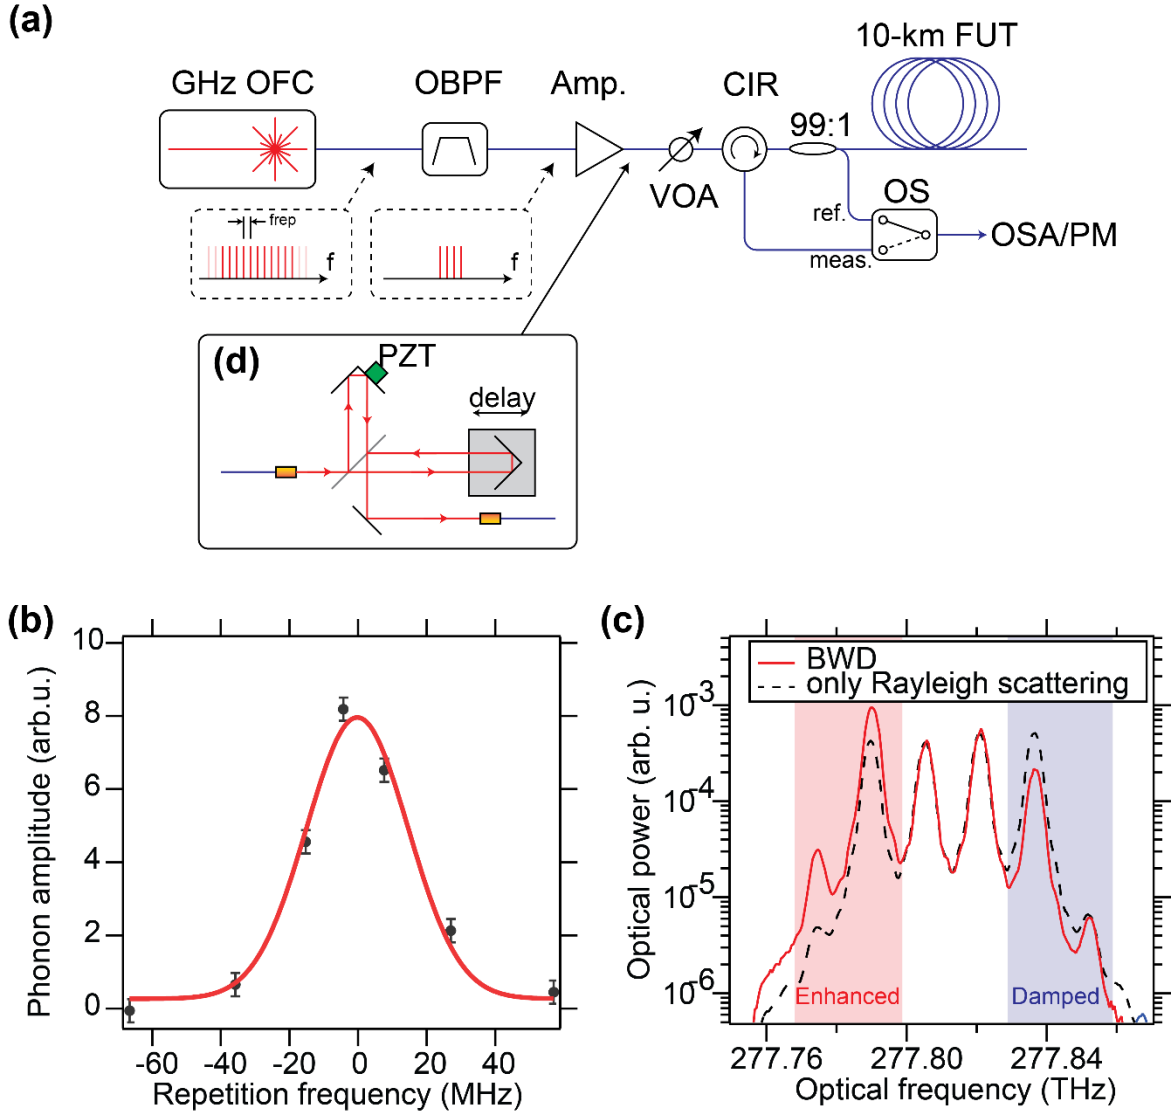 (a)
10-km FUT
GHz OFC
OBPF
Amp.
CIR
99:1
VOA
OS
ref.
meas.
OSA/PM
frep
f
f
(d)
PZT
delay
(b)
Phonon amplitude (arb.u.)
10
8
6
4
2
0
-60 -40 -20 0 20 40
Repetition frequency (MHz)
(c)
BWD
only Rayleigh scattering
Optical power (arb. u.)
10-3
10-4
10-5
10-6
Enhanced
Damped
277.76 277.80 277.84
Optical frequency (THz)